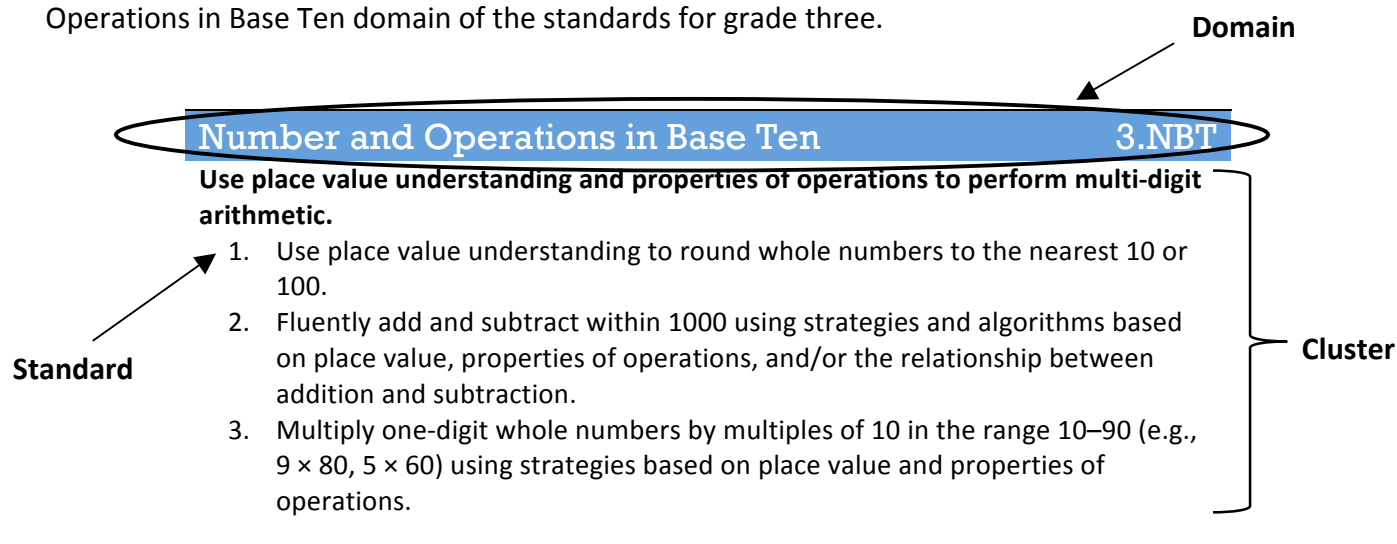 Operations in Base Ten domain of the standards for grade three.
Domain
Number and Operations in Base Ten 3.NBT
Use place value understanding and properties of operations to perform multi-digit
arithmetic.
1. Use place value understanding to round whole numbers to the nearest 10 or
100.
2. Fluently add and subtract within 1000 using strategies and algorithms based
on place value, properties of operations, and/or the relationship between
addition and subtraction.
3. Multiply one-digit whole numbers by multiples of 10 in the range 10–90 (e.g.,
9 × 80, 5 × 60) using strategies based on place value and properties of
operations.
Standard
Cluster